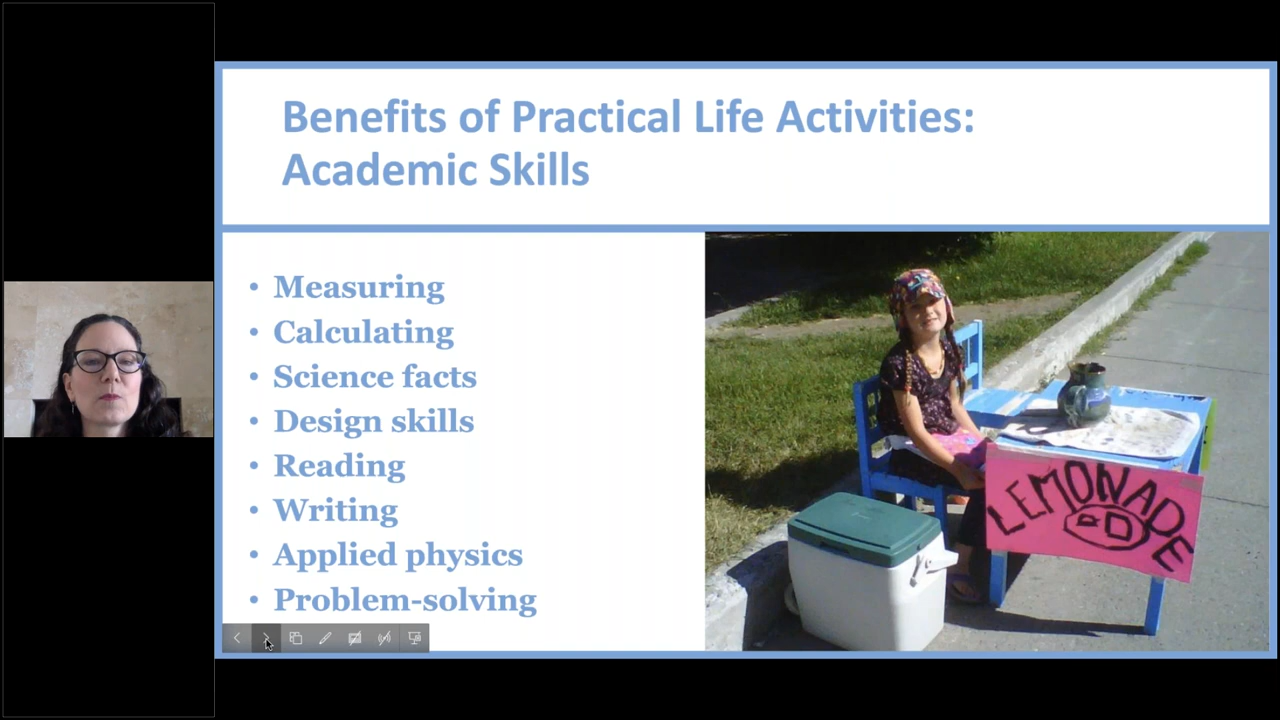 Benefits of Practical Life Activities:
Academic Skills
• Measuring
• Calculating
• Science facts
• Design skills
• Reading
• Writing
• Applied physics
• Problem-solving
LEMONADE